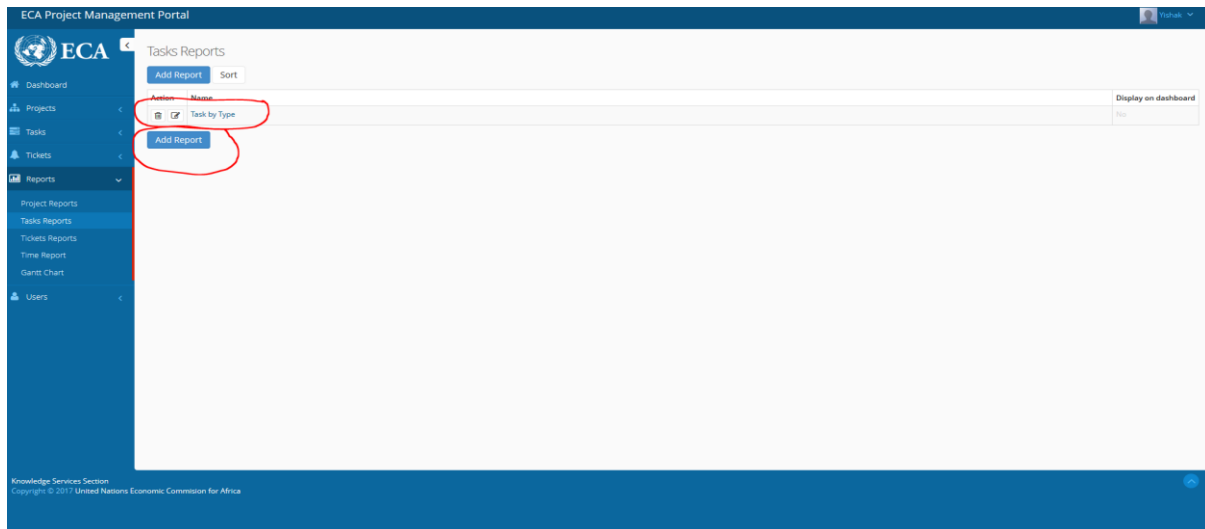 ECA Project Management Portal
Yishak
ECA
Tasks Reports
Add Report Sort
Dashboard
Action Name Display on dashboard
Projects
Task by Type No
Tasks
Add Report
Tickets
Reports
Project Reports
Tasks Reports
Tickets Reports
Time Report
Gantt Chart
Users
Knowledge Services Section
Copyright © 2017 United Nations Economic Commision for Africa